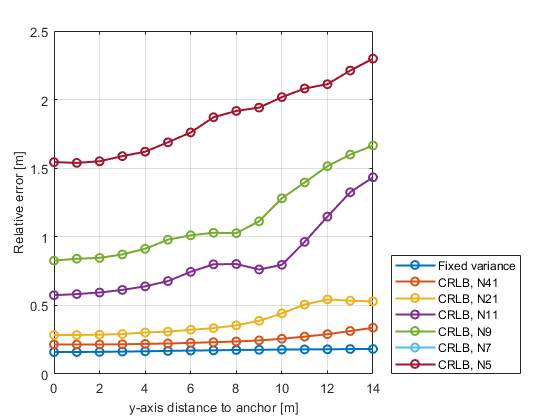 2.5
2
1.5
1
0.5
0
Relative error [m]
0 2 4 6 8 10 12 14
y-axis distance to anchor [m]
Fixed variance
CRLB, N41
CRLB, N21
CRLB, N11
CRLB, N9
CRLB, N7
CRLB, N5